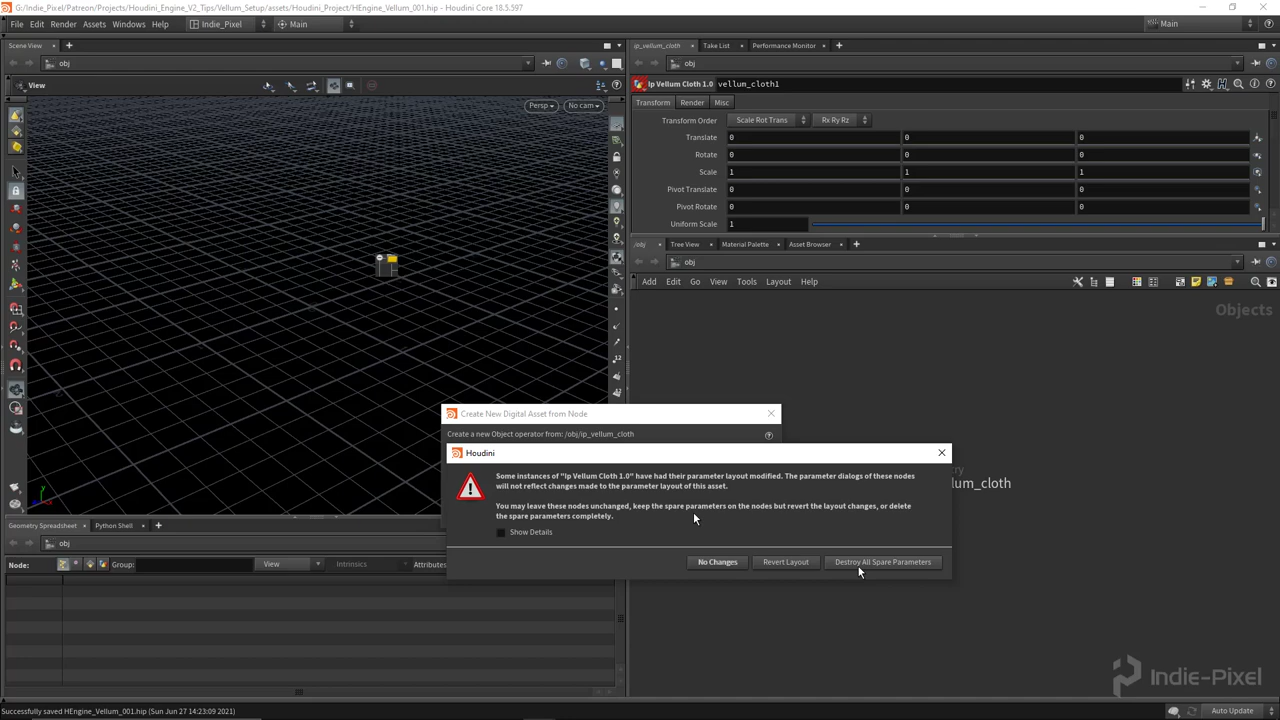 G:/Indie_Pixel/Patreon/Projects/Houdini_Engine_V2_Tips/Vellum_Setup/assets/Houdini_Project/HEngine_Vellum_001.hip - Houdini Core 18.5.597
File Edit Render Assets Windows Help Indie_Pixel Main Main
Scene View
obj
View
Persp No cam
12
ip_vellum_cloth Take List Performance Monitor
obj
Ip Vellum Cloth 1.0 vellum_cloth1
Transform Render Misc
Transform Order Scale Rot Trans Rx Ry Rz
Translate 0 0 0
Rotate 0 0 0
Scale 1 1 1
Pivot Translate 0 0 0
Pivot Rotate 0 0 0
Uniform Scale 1
/obj Tree View Material Palette Asset Browser
obj
Add Edit Go View Tools Layout Help
Objects
Create New Digital Asset from Node
Create a new Object operator from: /obj/ip_vellum_cloth
Houdini
Some instances of "Ip Vellum Cloth 1.0" have had their parameter layout modified. The parameter dialogs of these nodes
will not reflect changes made to the parameter layout of this asset.
You may leave these nodes unchanged, keep the spare parameters on the nodes but revert the layout changes, or delete
the spare parameters completely.
Show Details
No Changes Revert Layout Destroy All Spare Parameters
etry
llum_cloth
Geometry Spreadsheet Python Shell
obj
Node: Group: View Intrinsics Attributes
Indie-Pixel
Successfully saved HEngine_Vellum_001.hip (Sun Jun 27 14:23:09 2021)
Auto Update